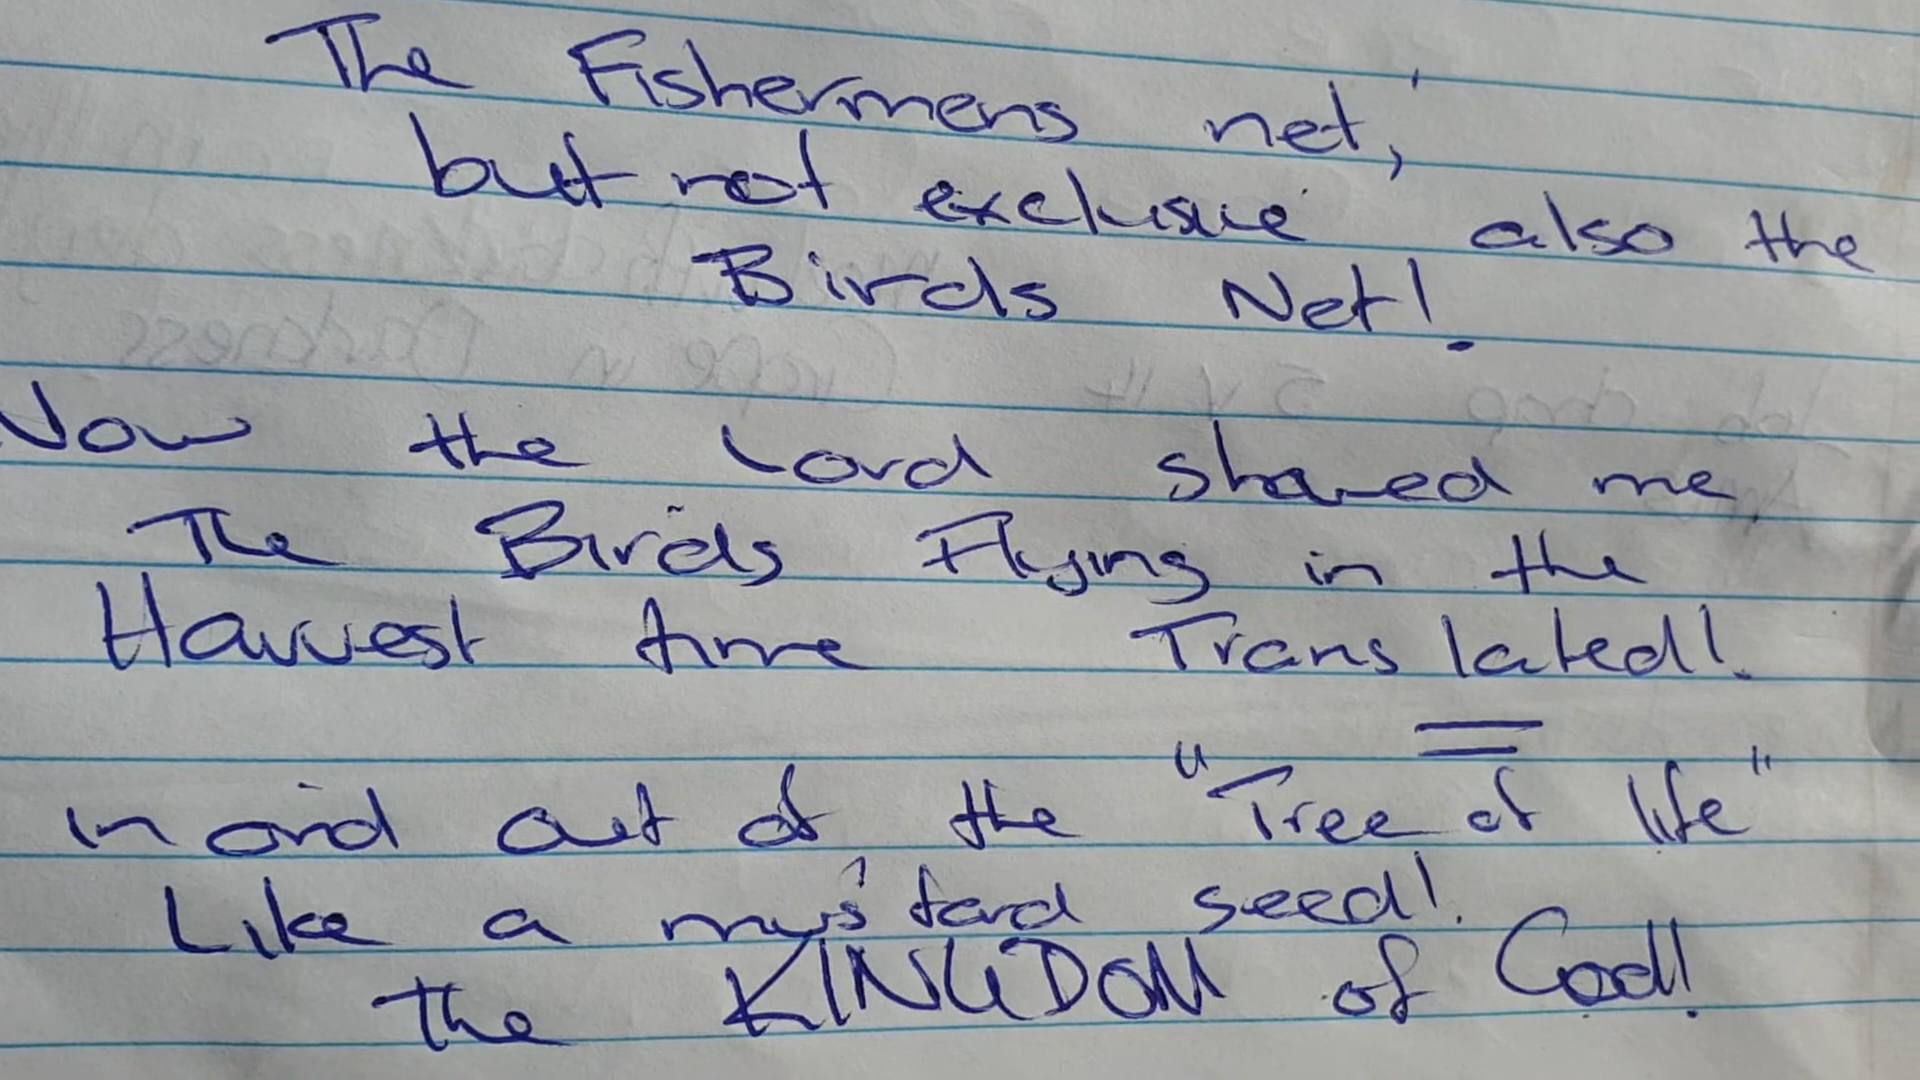 The Fishermens net,
but not exclusive also the
Birds Net!
Now the Lord shared me,
The Birds Flying in the
Harvest time Translated!
in and out of the "Tree of life"
Like a mustard seed!
the KINGDOM of God!